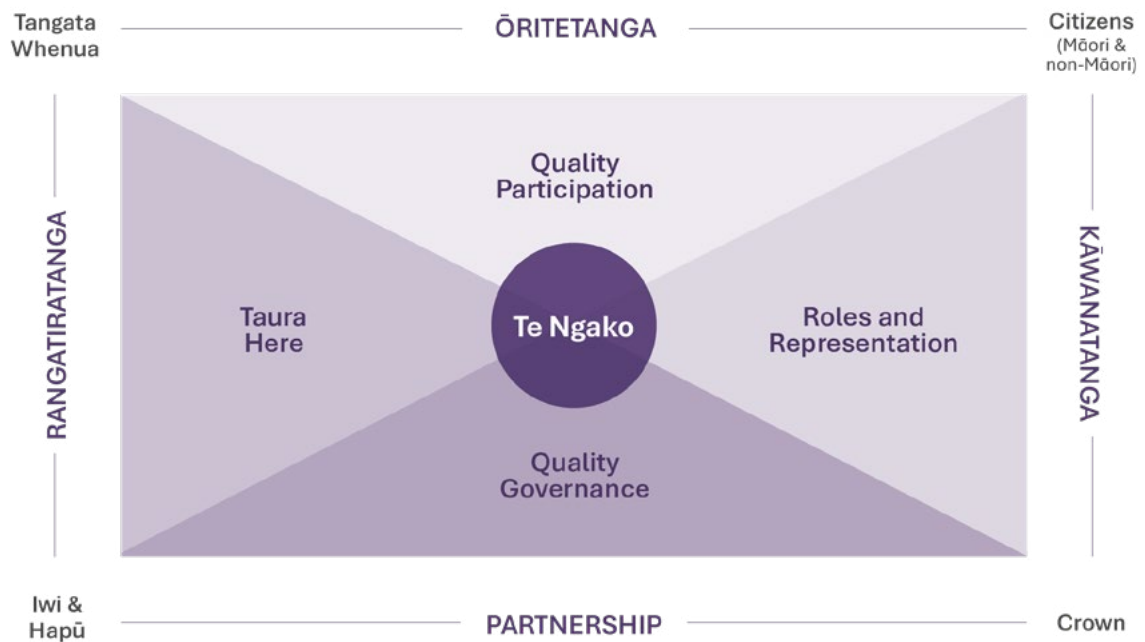 Tangata
Whenua
ŌRITETANGA
Citizens
(Māori &
non-Māori)
Quality
Participation
RANGATIRATANGA
Taura
Here
Te Ngako
Roles and
Representation
KĀWANATANGA
Quality
Governance
Iwi &
Hapū
PARTNERSHIP
Crown